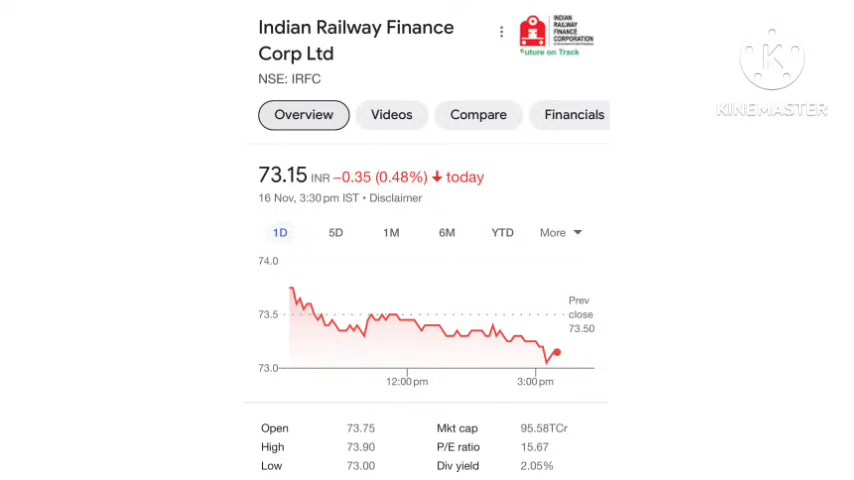 Indian Railway Finance
Corp Ltd
NSE: IRFC
INDIAN
RAILWAY
FINANCE
CORPORATION
Future on Track
KINEMASTER
Overview
Videos
Compare
Financials
73.15 INR −0.35 (0.48%) today
16 Nov, 3:30 pm IST • Disclaimer
1D
5D
1M
6M
YTD
More
74.0
73.5
73.0
Prev
close
73.50
12:00 pm
3:00 pm
Open 73.75 Mkt cap 95.58TCr
High 73.90 P/E ratio 15.67
Low 73.00 Div yield 2.05%